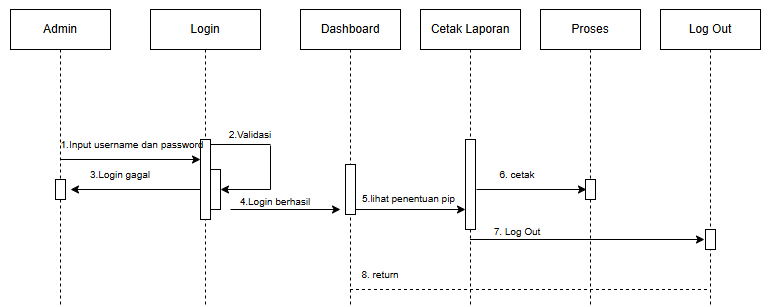 Admin
Login
Dashboard
Cetak Laporan
Proses
Log Out
1.Input username dan password
2.Validasi
3.Login gagal
4.Login berhasil
5.lihat penentuan pip
6. cetak
7. Log Out
8. return